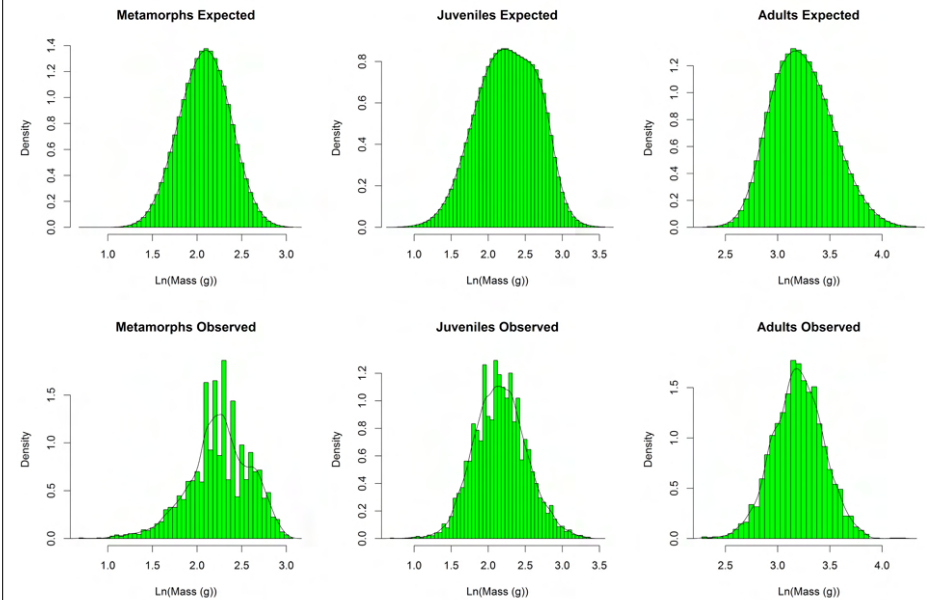 Metamorphs Expected
Juveniles Expected
Adults Expected
Density
0.0 0.2 0.4 0.6 0.8 1.0 1.2 1.4
1.0 1.5 2.0 2.5 3.0
Ln(Mass (g))
Density
0.0 0.2 0.4 0.6 0.8
1.0 1.5 2.0 2.5 3.0 3.5
Ln(Mass (g))
Density
0.0 0.2 0.4 0.6 0.8 1.0 1.2
2.5 3.0 3.5 4.0
Ln(Mass (g))
Metamorphs Observed
Juveniles Observed
Adults Observed
Density
0.0 0.5 1.0 1.5
1.0 1.5 2.0 2.5 3.0
Ln(Mass (g))
Density
0.0 0.2 0.4 0.6 0.8 1.0 1.2
1.0 1.5 2.0 2.5 3.0 3.5
Ln(Mass (g))
Density
0.0 0.5 1.0 1.5
2.5 3.0 3.5 4.0
Ln(Mass (g))